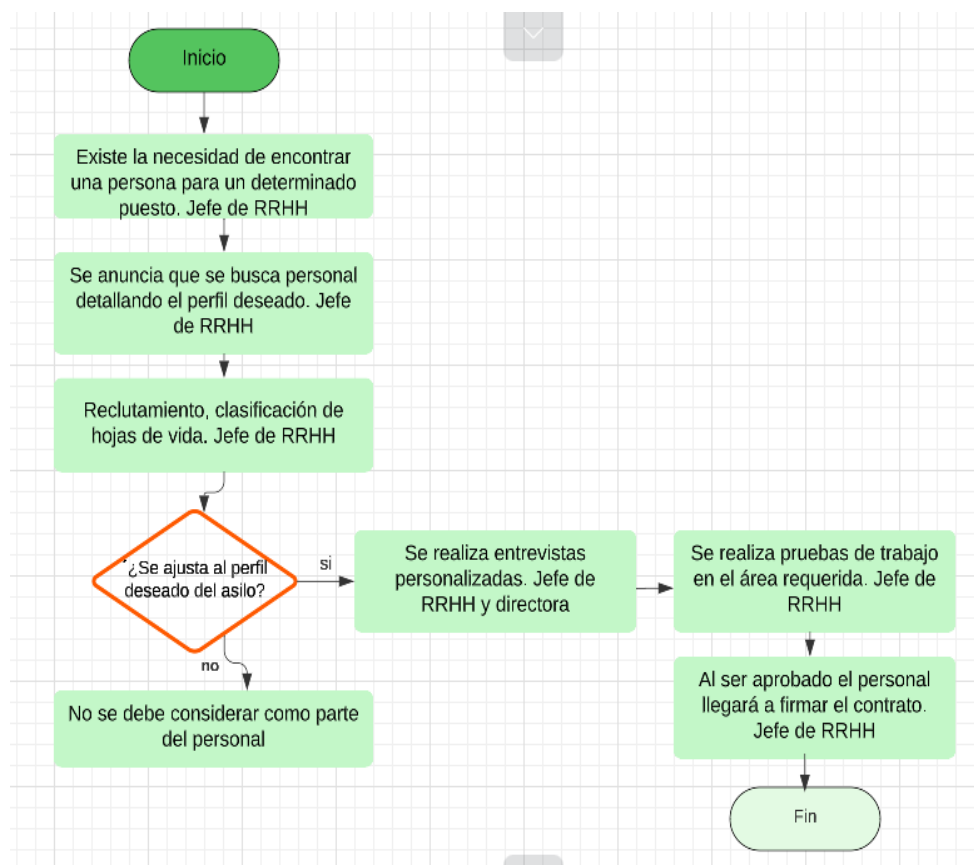 Inicio
Existe la necesidad de encontrar
una persona para un determinado
puesto. Jefe de RRHH
Se anuncia que se busca personal
detallando el perfil deseado. Jefe
de RRHH
Reclutamiento, clasificación de
hojas de vida. Jefe de RRHH
¿Se ajusta al perfil
deseado del asilo?
si
no
Se realiza entrevistas
personalizadas. Jefe de
RRHH y directora
Se realiza pruebas de trabajo
en el área requerida. Jefe de
RRHH
No se debe considerar como parte
del personal
Al ser aprobado el personal
llegará a firmar el contrato.
Jefe de RRHH
Fin